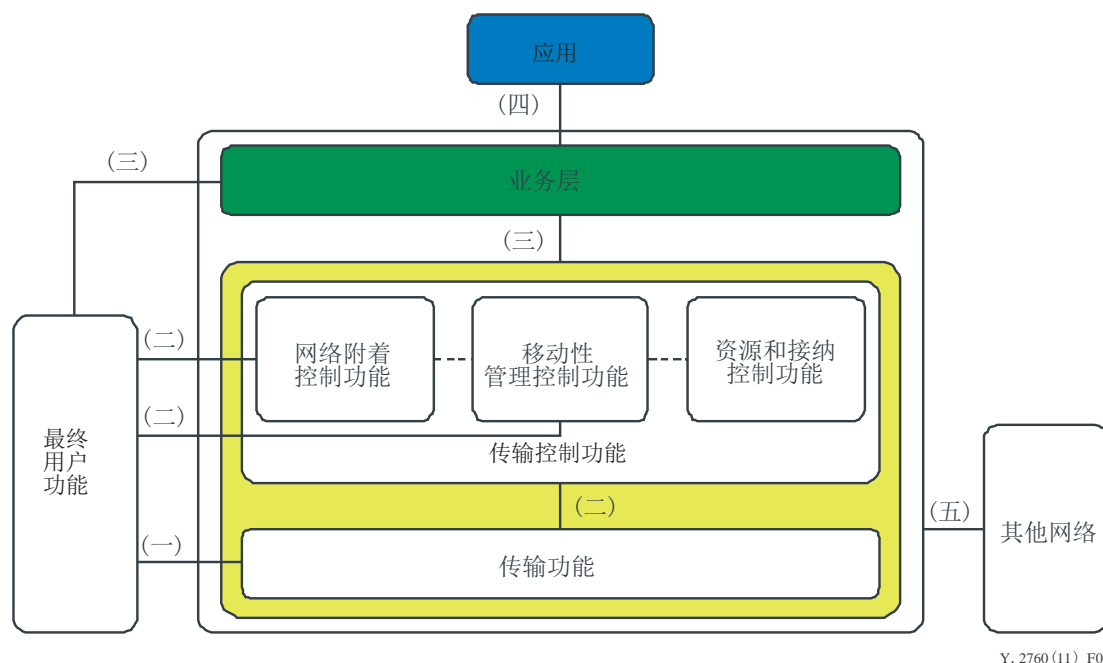 应用
(四)
(三)
业务层
(三)
(二)
网络附着
控制功能
移动性
管理控制功能
资源和接纳
控制功能
(二)
最终
用户
功能
传输控制功能
(二)
(五)
其他网络
(一)
传输功能
Y.2760(11)_F0